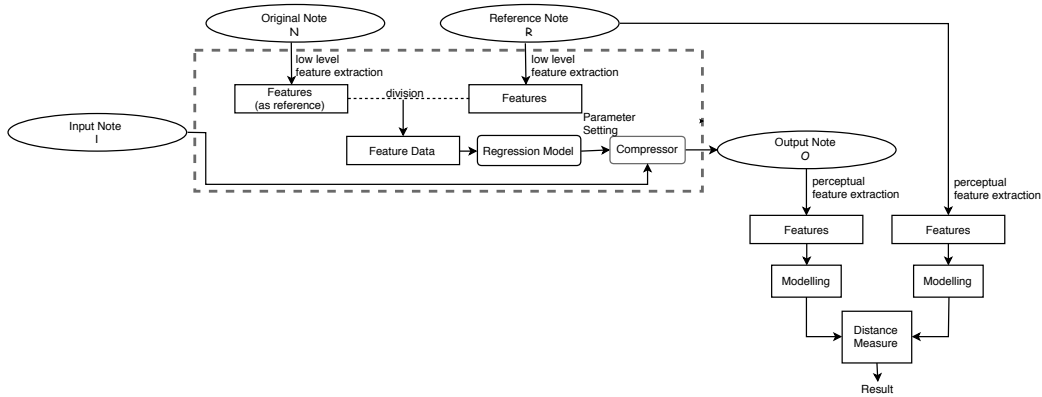 Original Note
N
Reference Note
R
low level
feature extraction
low level
feature extraction
Features
(as reference)
division
Features
Input Note
I
Parameter
Setting
Feature Data
Regression Model
Compressor
Output Note
O
perceptual
feature extraction
perceptual
feature extraction
Features
Features
Modelling
Modelling
Distance
Measure
Result